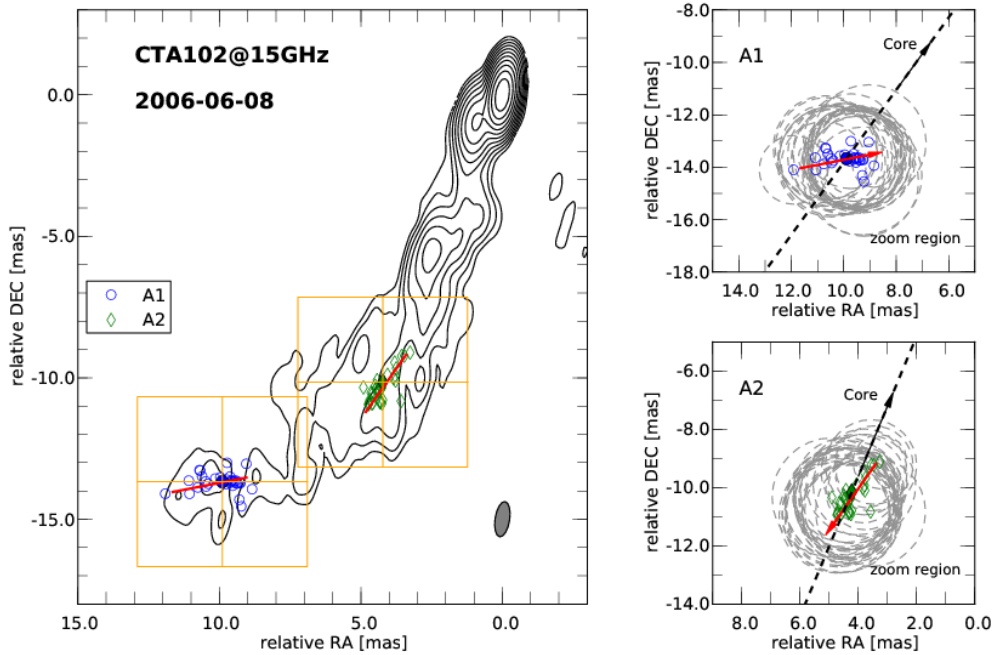 CTA102@15GHz
2006-06-08
relative DEC [mas]
0.0
-5.0
-10.0
-15.0
A1
A2
15.0 10.0 5.0 0.0
relative RA [mas]
A1
Core
zoom region
relative DEC [mas]
-8.0
-10.0
-12.0
-14.0
-16.0
-18.0
14.0 12.0 10.0 8.0 6.0
relative RA [mas]
A2
Core
zoom region
relative DEC [mas]
-6.0
-8.0
-10.0
-12.0
-14.0
9.0 8.0 6.0 4.0 2.0 0.0
relative RA [mas]